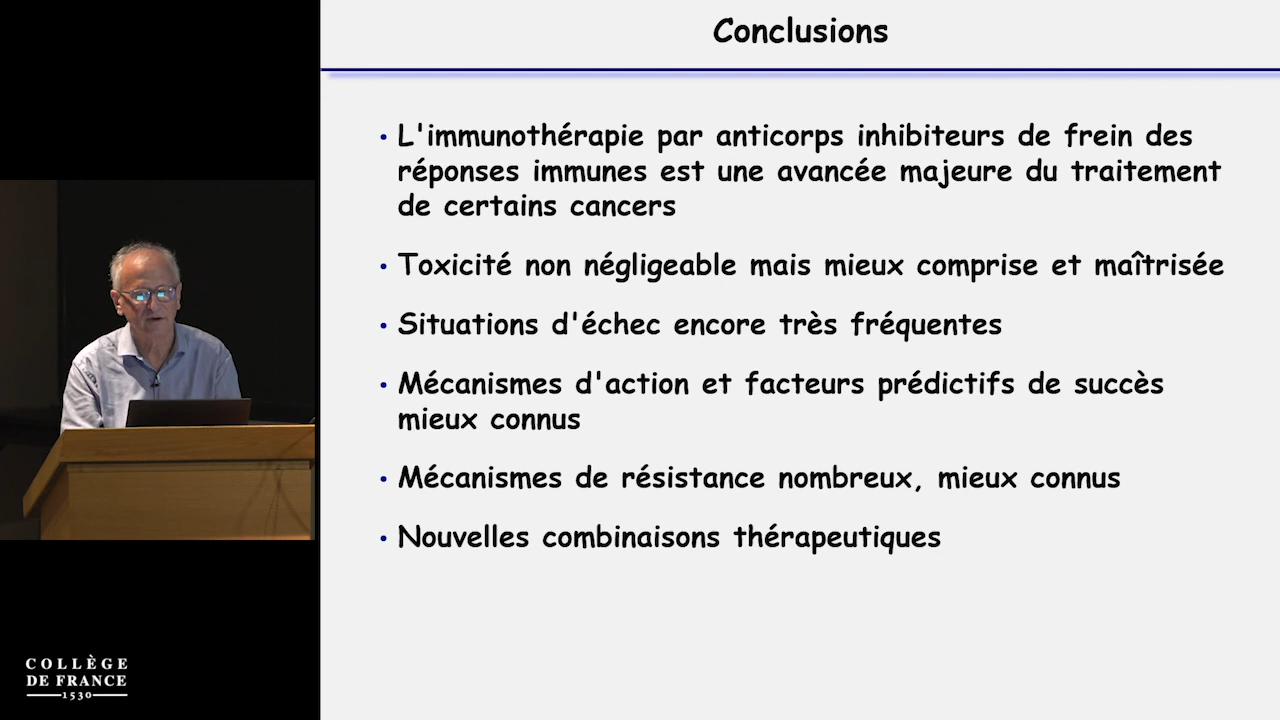 Conclusions
• L'immunothérapie par anticorps inhibiteurs de frein des
réponses immunes est une avancée majeure du traitement
de certains cancers
• Toxicité non négligeable mais mieux comprise et maîtrisée
• Situations d'échec encore très fréquentes
• Mécanismes d'action et facteurs prédictifs de succès
mieux connus
• Mécanismes de résistance nombreux, mieux connus
• Nouvelles combinaisons thérapeutiques
COLLÈGE
DE FRANCE
1530